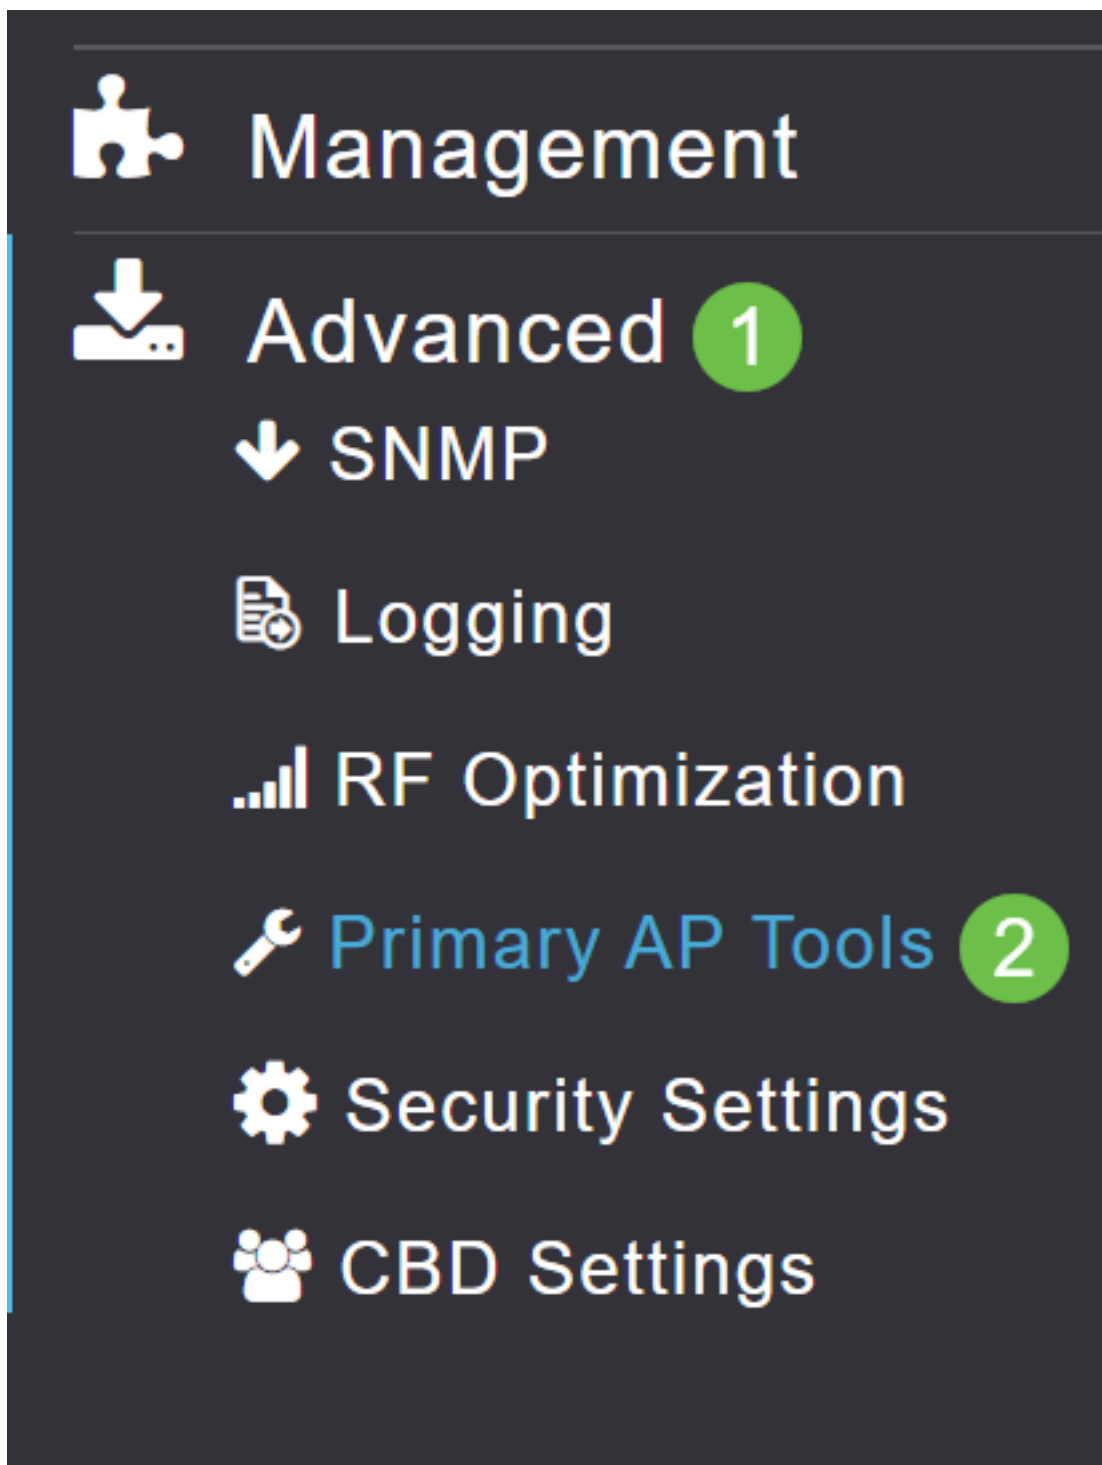 Management
Advanced 1
SNMP
Logging
RF Optimization
Primary AP Tools 2
Security Settings
CBD Settings